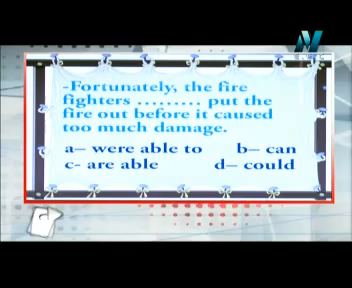 -Fortunately, the fire
fighters ......... put the
fire out before it caused
too much damage.
a– were able to b– can
c- are able d– could